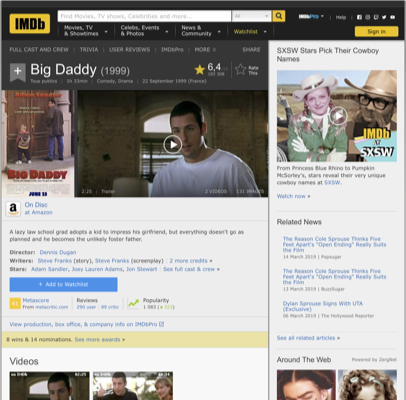 IMDb
Find Movies, TV shows, Celebrities and more...
All
IMDbPro
Help
Movies, TV & Showtimes
Celebs, Events & Photos
News & Community
Watchlist
Sign in
FULL CAST AND CREW | TRIVIA | USER REVIEWS | IMDbPro | MORE
SHARE
Big Daddy (1999)
6,4
Rate This
Tous publics | 1h 33min | Comedy, Drama | 22 September 1999 (France)
BIG DADDY
JUNE 25
2:26 | Trailer
2 VIDEOS
On Disc
at Amazon
A lazy law school grad adopts a kid to impress his girlfriend, but everything doesn't go as
planned and he becomes the unlikely foster father.
Director: Dennis Dugan
Writers: Steve Franks (story), Steve Franks (screenplay) | 2 more credits »
Stars: Adam Sandler, Joey Lauren Adams, Jon Stewart | See full cast & crew »
+ Add to Watchlist
Metascore
From metacritic.com
Reviews
Popularity
View production, box office, & company info on IMDbPro
8 wins & 14 nominations. See more awards »
Videos
SXSW Stars Pick Their Cowboy
Names
IMDb
AT
SXSW
From Princess Blue Rhino to Pumpkin
McSorley's, stars reveal their very unique
cowboy names at SXSW.
Watch now »
Related News
The Reason Cole Sprouse Thinks Five
Feet Apart's "Open Ending" Really Suits
the Film
14 March 2019 | Popsugar
The Reason Cole Sprouse Thinks Five
Feet Apart's "Open Ending" Really Suits
the Film
13 March 2019 | BuzzSugar
Dylan Sprouse Signs With UTA
(Exclusive)
06 March 2019 | The Hollywood Reporter
See all related articles »
Around The Web
Powered by ZergNet